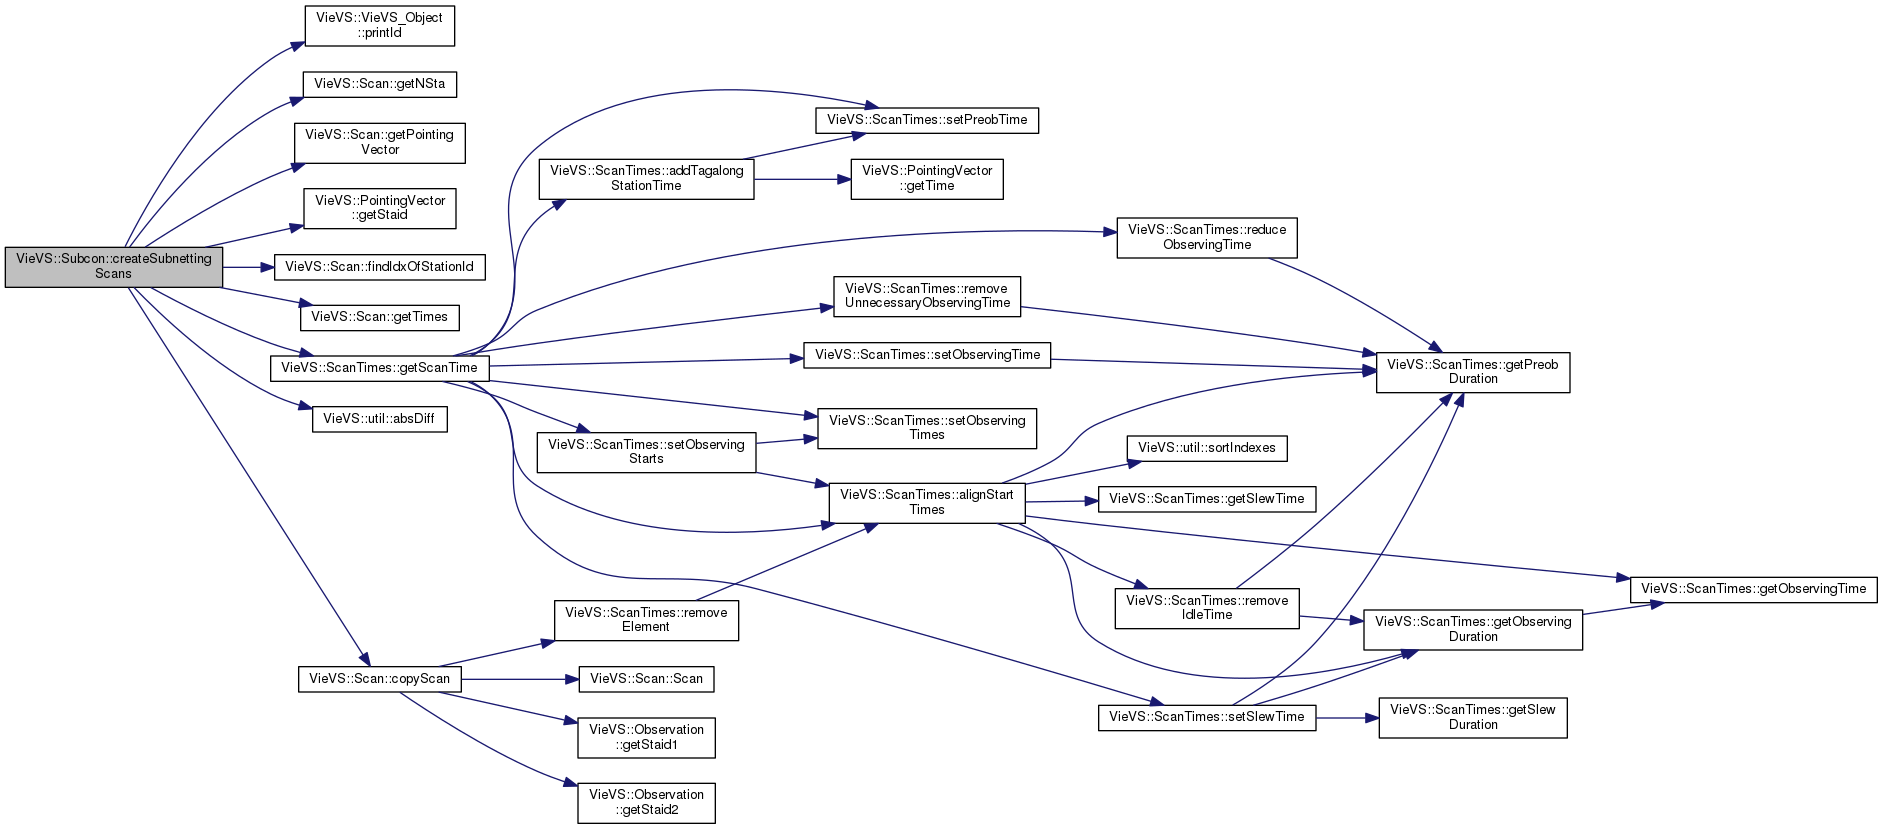 VieVS::VieVS_Object
::printId
VieVS::Scan::getNSta
VieVS::Scan::getPointing
Vector
VieVS::PointingVector
::getStaid
VieVS::Subcon::createSubnetting
Scans
VieVS::Scan::findIdxOfStationId
VieVS::Scan::getTimes
VieVS::ScanTimes::getScanTime
VieVS::util::absDiff
VieVS::Scan::copyScan
VieVS::ScanTimes::addTagalong
StationTime
VieVS::ScanTimes::setObserving
Starts
VieVS::ScanTimes::remove
Element
VieVS::Scan::Scan
VieVS::Observation
::getStaid1
VieVS::Observation
::getStaid2
VieVS::ScanTimes::setPreobTime
VieVS::PointingVector
::getTime
VieVS::ScanTimes::remove
UnnecessaryObservingTime
VieVS::ScanTimes::setObservingTime
VieVS::ScanTimes::setObserving
Times
VieVS::ScanTimes::alignStart
Times
VieVS::ScanTimes::reduce
ObservingTime
VieVS::util::sortIndexes
VieVS::ScanTimes::getSlewTime
VieVS::ScanTimes::remove
IdleTime
VieVS::ScanTimes::setSlewTime
VieVS::ScanTimes::getPreob
Duration
VieVS::ScanTimes::getObserving
Duration
VieVS::ScanTimes::getSlew
Duration
VieVS::ScanTimes::getObservingTime